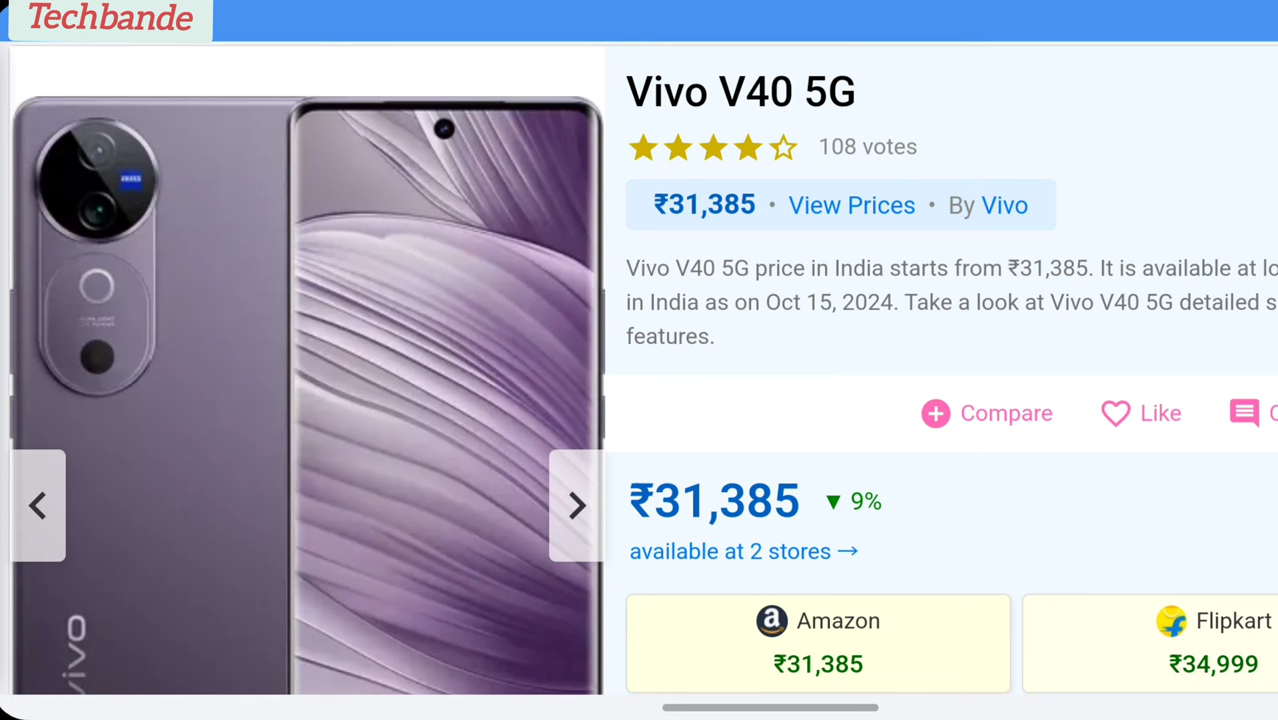 Techbande
Vivo V40 5G
108 votes
₹31,385 • View Prices • By Vivo
Vivo V40 5G price in India starts from ₹31,385. It is available at lo
in India as on Oct 15, 2024. Take a look at Vivo V40 5G detailed s
features.
Compare Like C
₹31,385 ▼ 9%
available at 2 stores →
Amazon
₹31,385
Flipkart
₹34,999
ZEISS
vivo